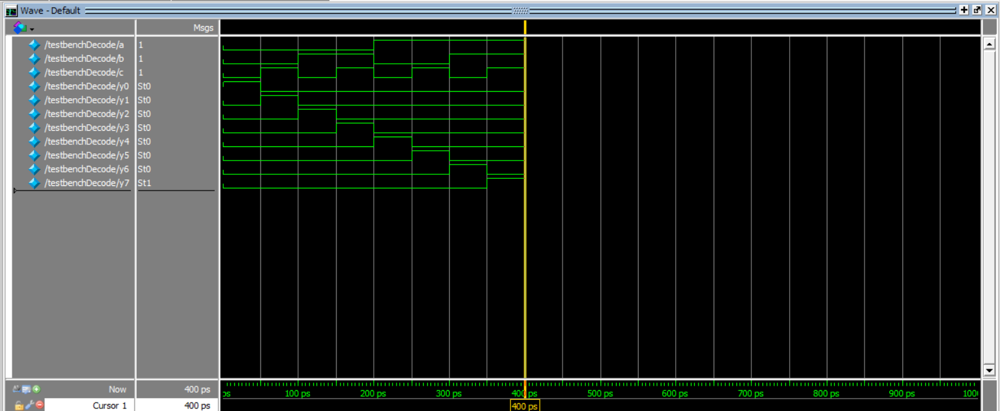 Wave - Default
Msgs
/testbenchDecode/a 1
/testbenchDecode/b 1
/testbenchDecode/c 1
/testbenchDecode/y0 St0
/testbenchDecode/y1 St0
/testbenchDecode/y2 St0
/testbenchDecode/y3 St0
/testbenchDecode/y4 St0
/testbenchDecode/y5 St0
/testbenchDecode/y6 St0
/testbenchDecode/y7 St1
Now 400 ps
ps 100 ps 200 ps 300 ps 400 ps 500 ps 600 ps 700 ps 800 ps 900 ps 100
Cursor 1 400 ps 400 ps